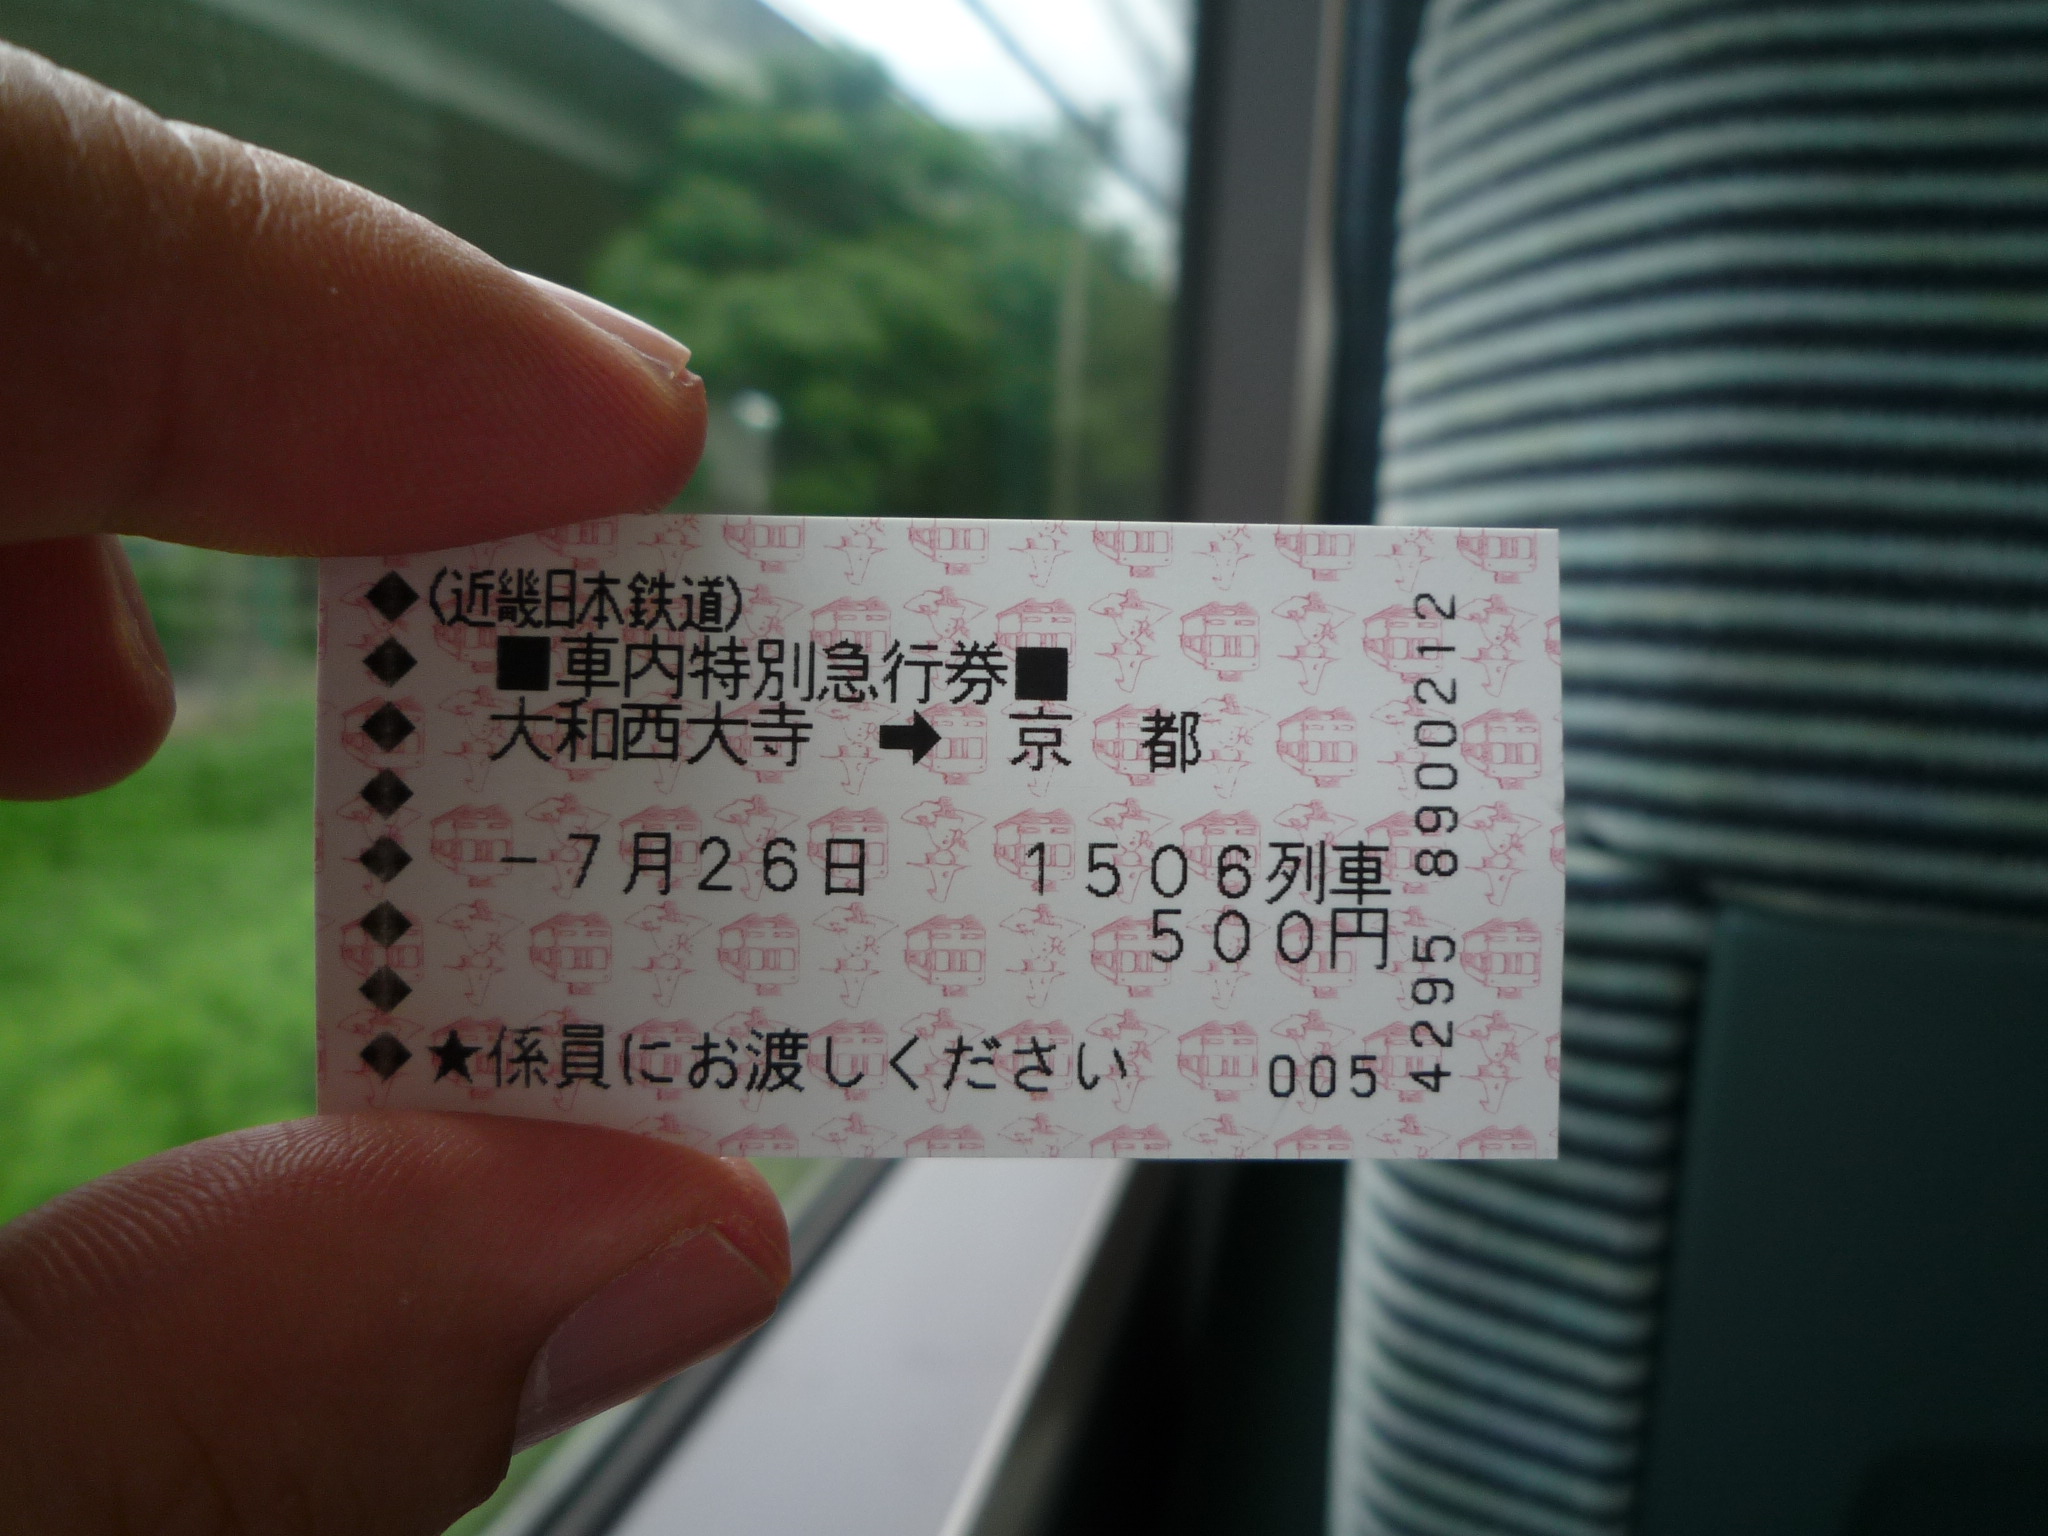 ◆(近畿日本鉄道)
◆ ■車内特別急行券■
◆ 大和西大寺 ➡ 京 都
◆
◆ -7月26日 1506列車
◆ 500円
◆
◆★係員にお渡しください 005
4295 89000212